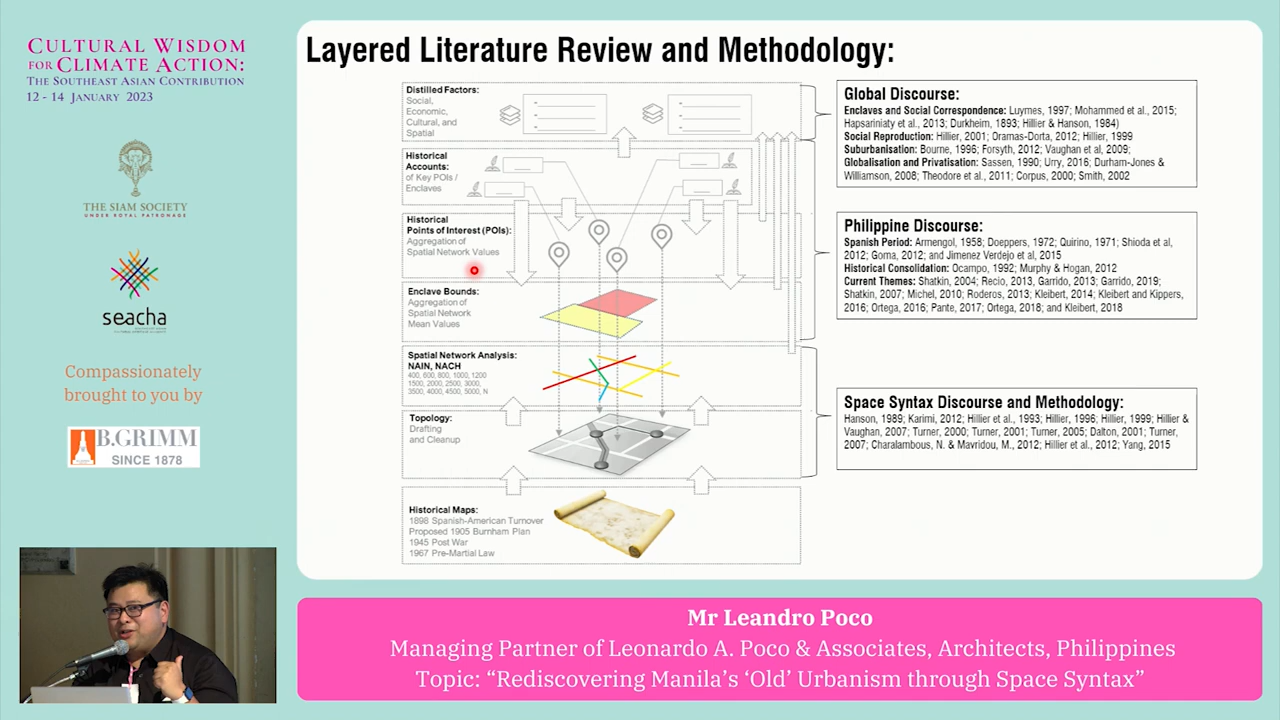 CULTURAL WISDOM
FOR CLIMATE ACTION:
THE SOUTHEAST ASIAN CONTRIBUTION
12 - 14 JANUARY 2023
THE SIAM SOCIETY
UNDER ROYAL PATRONAGE
seacha
Compassionately
brought to you by
B.GRIMM
SINCE 1878
Layered Literature Review and Methodology:
Distilled Factors:
Social,
Economic,
Cultural, and
Spatial
Historical
Accounts:
of Key POIs /
Enclaves
Historical
Points of Interest (POIs):
Aggregation of
Spatial Network Values
Enclave Bounds:
Aggregation of
Spatial Network
Mean Values
Spatial Network Analysis:
NAIN, NACH
400, 600, 800, 1000, 1200
1500, 2000, 2500, 3000,
3500, 4000, 4500, 5000, N
Topology:
Drafting
and Cleanup
Historical Maps:
1898 Spanish-American Turnover
Proposed 1905 Burnham Plan
1945 Post War
1967 Pre-Martial Law
Global Discourse:
Enclaves and Social Correspondence: Luymes, 1997; Mohammed et al., 2015;
Hapsariniaty et al., 2013; Durkheim, 1893; Hillier & Hanson, 1984)
Social Reproduction: Hillier, 2001; Oramas-Dorta, 2012; Hillier, 1999
Suburbanisation: Bourne, 1996; Forsyth, 2012; Vaughan et al, 2009;
Globalisation and Privatisation: Sassen, 1990; Urry, 2016; Durham-Jones &
Williamson, 2008; Theodore et al., 2011; Corpus, 2000; Smith, 2002
Philippine Discourse:
Spanish Period: Armengol, 1958; Doeppers, 1972; Quirino, 1971; Shioda et al,
2012; Goma, 2012; and Jimenez Verdejo et al, 2015
Historical Consolidation: Ocampo, 1992; Murphy & Hogan, 2012
Current Themes: Shatkin, 2004; Recio, 2013, Garrido, 2013; Garrido, 2019;
Shatkin, 2007; Michel, 2010; Roderos, 2013; Kleibert, 2014; Kleibert and Kippers,
2016; Ortega, 2016; Pante, 2017; Ortega, 2018; and Kleibert, 2018
Space Syntax Discourse and Methodology:
Hanson, 1989; Karimi, 2012; Hillier et al., 1993; Hillier, 1996; Hillier, 1999; Hillier &
Vaughan, 2007; Turner, 2000; Turner, 2001; Turner, 2005; Dalton, 2001; Turner,
2007; Charalambous, N. & Mavridou, M., 2012; Hillier et al., 2012; Yang, 2015
Mr Leandro Poco
Managing Partner of Leonardo A. Poco & Associates, Architects, Philippines
Topic: “Rediscovering Manila’s ‘Old’ Urbanism through Space Syntax”